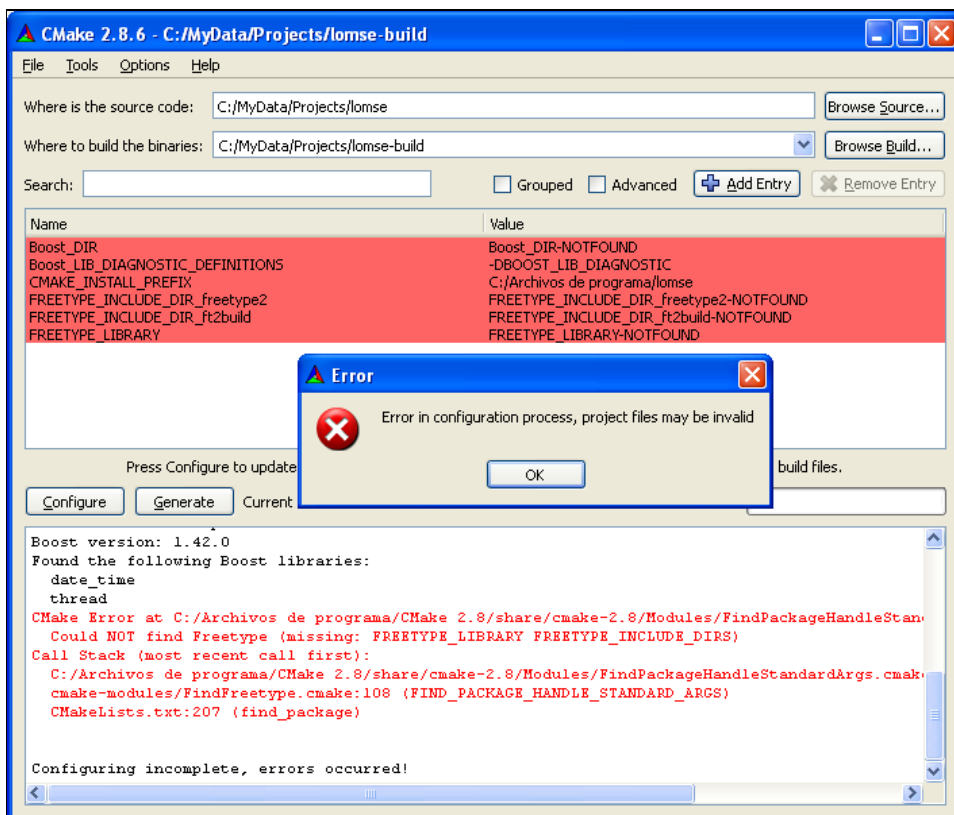 CMake 2.8.6 - C:/MyData/Projects/lomse-build
File Tools Options Help
Where is the source code: C:/MyData/Projects/lomse Browse Source...
Where to build the binaries: C:/MyData/Projects/lomse-build Browse Build...
Search: Grouped Advanced Add Entry Remove Entry
Name Value
Boost_DIR Boost_DIR-NOTFOUND
Boost_LIB_DIAGNOSTIC_DEFINITIONS -DBOOST_LIB_DIAGNOSTIC
CMAKE_INSTALL_PREFIX C:/Archivos de programa/lomse
FREETYPE_INCLUDE_DIR_freetype2 FREETYPE_INCLUDE_DIR_freetype2-NOTFOUND
FREETYPE_INCLUDE_DIR_ft2build FREETYPE_INCLUDE_DIR_ft2build-NOTFOUND
FREETYPE_LIBRARY FREETYPE_LIBRARY-NOTFOUND
Error
Error in configuration process, project files may be invalid
OK
Press Configure to update build files.
Configure Generate Current
Boost version: 1.42.0
Found the following Boost libraries:
date_time
thread
CMake Error at C:/Archivos de programa/CMake 2.8/share/cmake-2.8/Modules/FindPackageHandleStan
Could NOT find Freetype (missing: FREETYPE_LIBRARY FREETYPE_INCLUDE_DIRS)
Call Stack (most recent call first):
C:/Archivos de programa/CMake 2.8/share/cmake-2.8/Modules/FindPackageHandleStandardArgs.cmak
cmake-modules/FindFreetype.cmake:108 (FIND_PACKAGE_HANDLE_STANDARD_ARGS)
CMakeLists.txt:207 (find_package)
Configuring incomplete, errors occurred!